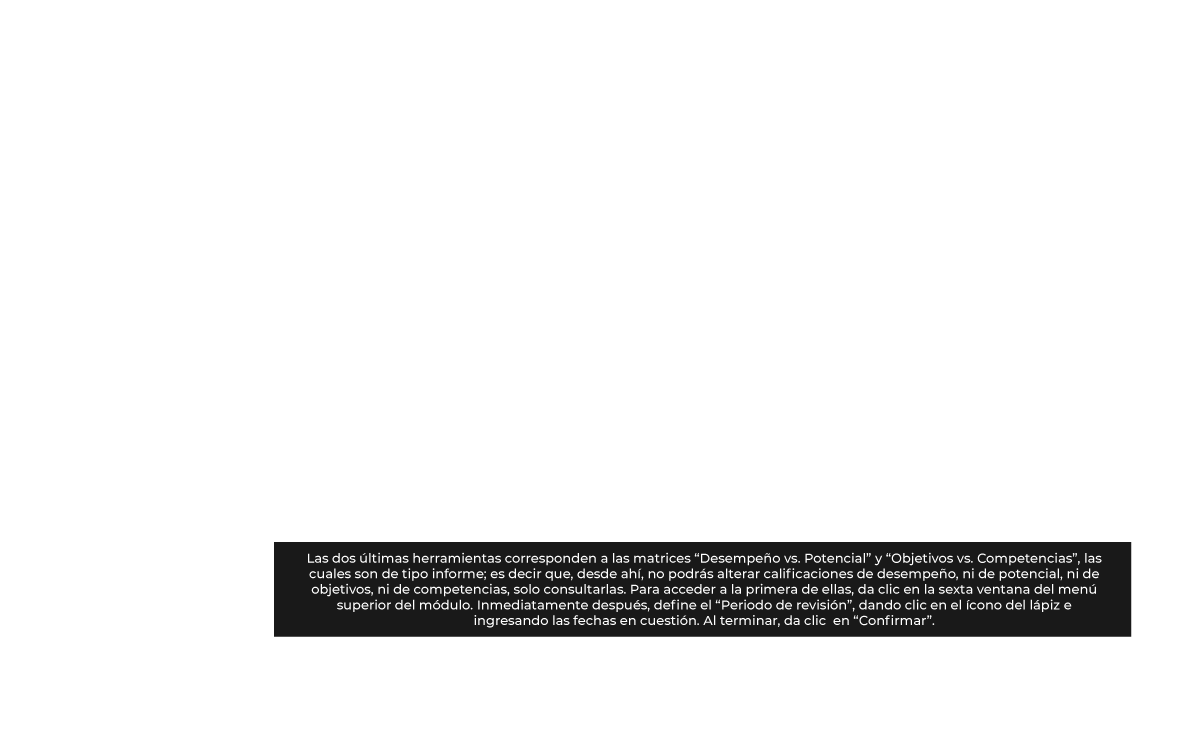 Las dos últimas herramientas corresponden a las matrices “Desempeño vs. Potencial” y “Objetivos vs. Competencias”, las
cuales son de tipo informe; es decir que, desde ahí, no podrás alterar calificaciones de desempeño, ni de potencial, ni de
objetivos, ni de competencias, solo consultarlas. Para acceder a la primera de ellas, da clic en la sexta ventana del menú
superior del módulo. Inmediatamente después, define el “Periodo de revisión”, dando clic en el ícono del lápiz e
ingresando las fechas en cuestión. Al terminar, da clic  en “Confirmar”.